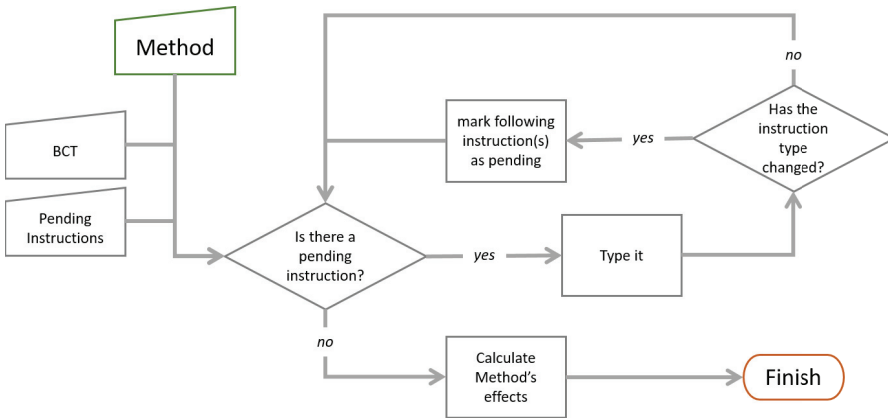 Method
BCT
Pending
Instructions
Is there a
pending
instruction?
yes
Type it
Has the
instruction
type
changed?
no
yes
mark following
instruction(s)
as pending
no
Calculate
Method's
effects
Finish